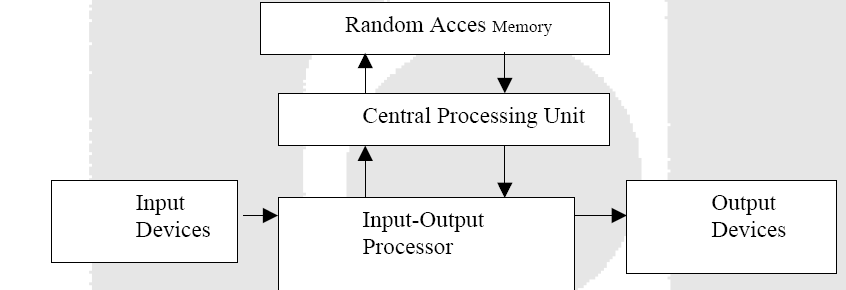 Random Acces Memory
Central Processing Unit
Input
Devices
Input-Output
Processor
Output
Devices